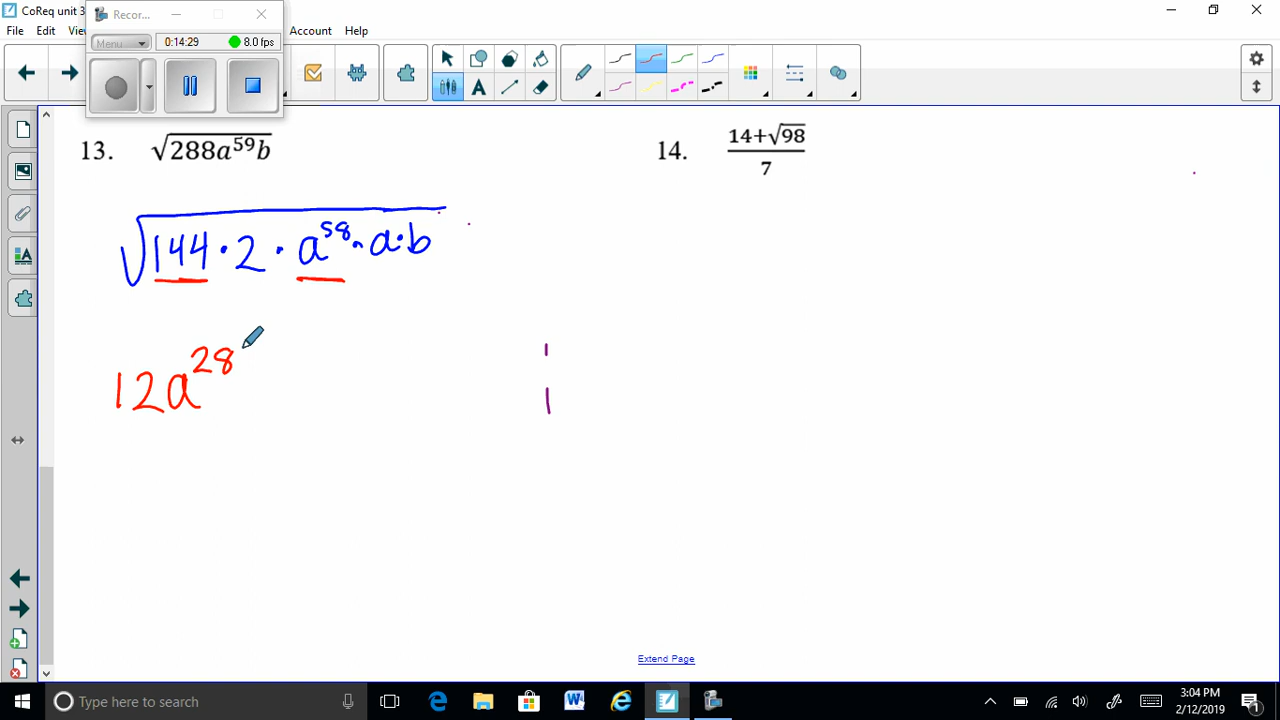 CoReq unit 3
Recor...
File Edit Vie Account Help
Menu 0:14:29 8.0 fps
13. √288a⁵⁹b
14. 14+√98
7
√144·2·a⁵⁸·a·b
12a²⁸
Extend Page
Type here to search
3:04 PM
2/12/2019